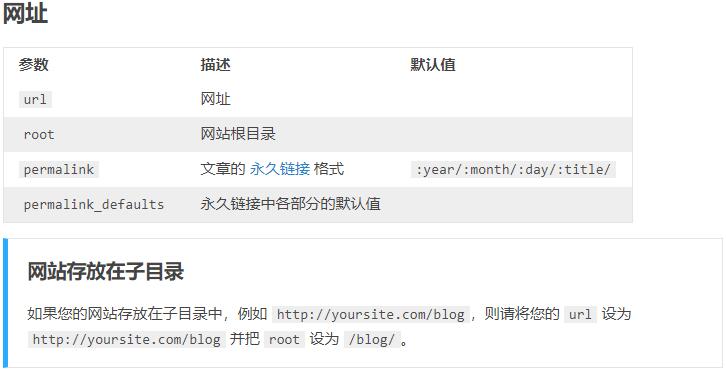 网址
参数 描述 默认值
url 网址
root 网站根目录
permalink 文章的 永久链接 格式 :year/:month/:day/:title/
permalink_defaults 永久链接中各部分的默认值
网站存放在子目录
如果您的网站存放在子目录中，例如 http://yoursite.com/blog，则请将您的 url 设为
http://yoursite.com/blog 并把 root 设为 /blog/。